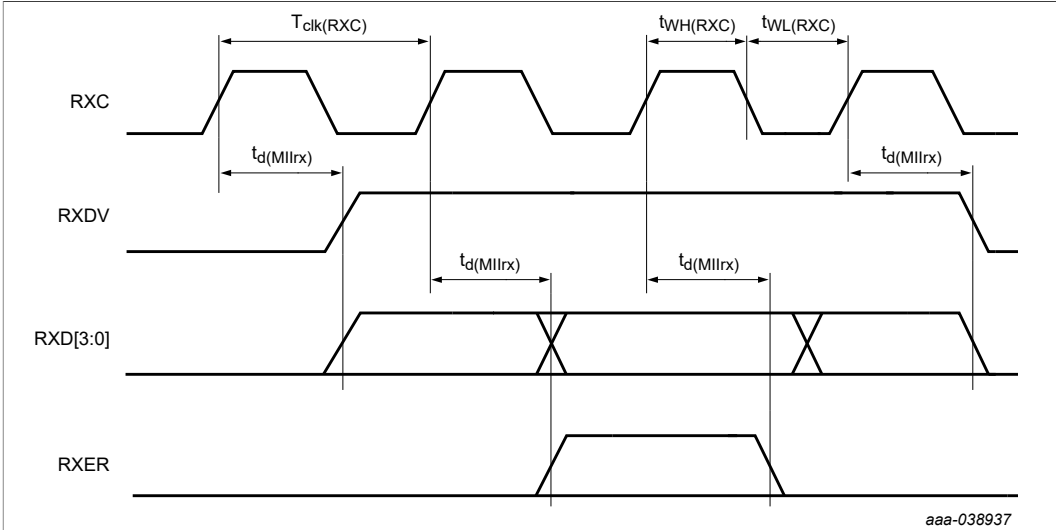 Tclk(RXC)
tWH(RXC)
tWL(RXC)
RXC
td(MIIrx)
td(MIIrx)
RXDV
td(MIIrx)
td(MIIrx)
RXD[3:0]
RXER
aaa-038937